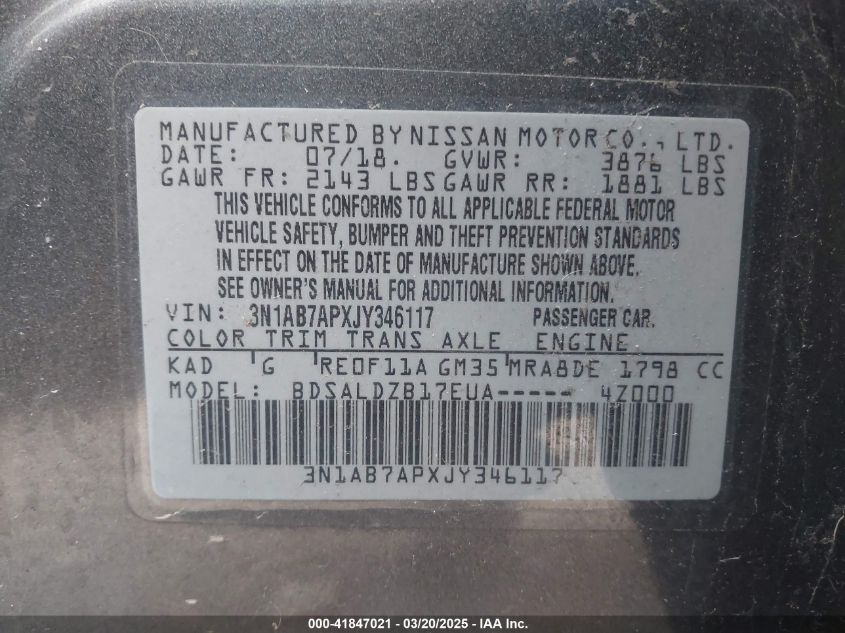 MANUFACTURED BY NISSAN MOTOR CO., LTD.
DATE: 07/18. GVWR: 3876 LBS
GAWR FR: 2143 LBS GAWR RR: 1881 LBS
THIS VEHICLE CONFORMS TO ALL APPLICABLE FEDERAL MOTOR
VEHICLE SAFETY, BUMPER AND THEFT PREVENTION STANDARDS
IN EFFECT ON THE DATE OF MANUFACTURE SHOWN ABOVE.
SEE OWNER'S MANUAL FOR ADDITIONAL INFORMATION.
VIN: 3N1AB7APXJY346117 PASSENGER CAR.
COLOR TRIM TRANS AXLE ENGINE
KAD G RE0F11A GM35 MRA8DE 1798 CC
MODEL: BDSALDZB17EUA----- 4Z000
3N1AB7APXJY346117
000-41847021 | 03/20/2025 - Copyright © IAA, Inc.